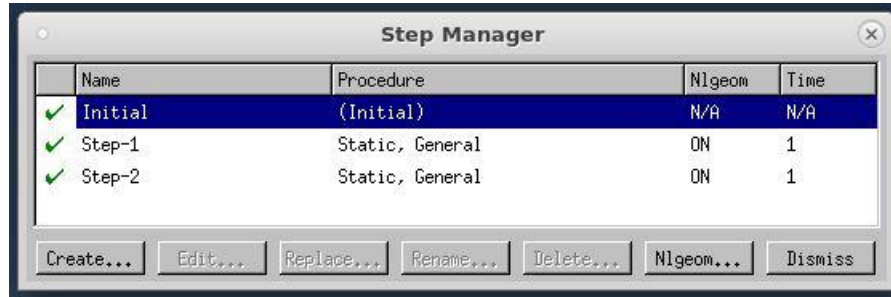 Step Manager
Name Procedure Nlgeom Time
Initial (Initial) N/A N/A
Step-1 Static, General ON 1
Step-2 Static, General ON 1
Create... Edit... Replace... Rename... Delete... Nlgeom... Dismiss